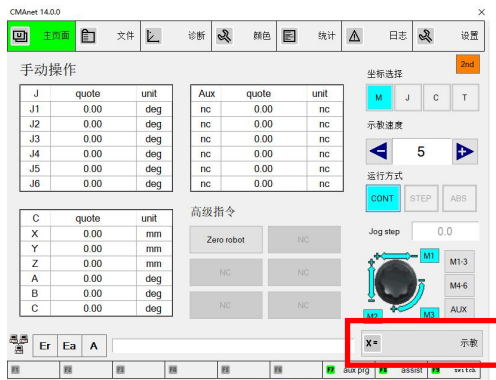 CMAnet 14.0.0
主页面 文件 诊断 颜色 统计 日志 设置
手动操作
2nd
J quote unit
J1 0.00 deg
J2 0.00 deg
J3 0.00 deg
J4 0.00 deg
J5 0.00 deg
J6 0.00 deg
Aux quote unit
nc 0.00 nc
nc 0.00 nc
nc 0.00 nc
nc 0.00 nc
nc 0.00 nc
nc 0.00 nc
坐标选择
M J C T
示教速度
5
运行方式
CONT STEP ABS
Jog step 0.0
C quote unit
X 0.00 mm
Y 0.00 mm
Z 0.00 mm
A 0.00 deg
B 0.00 deg
C 0.00 deg
高级指令
Zero robot NC
NC NC
NC NC
M1 M1-3
M4-6
M2 M3 AUX
X= 示教
Er Ea A
F1 F2 F3 F4 F5 F6 F7 aux prg F8 assist F9 switch